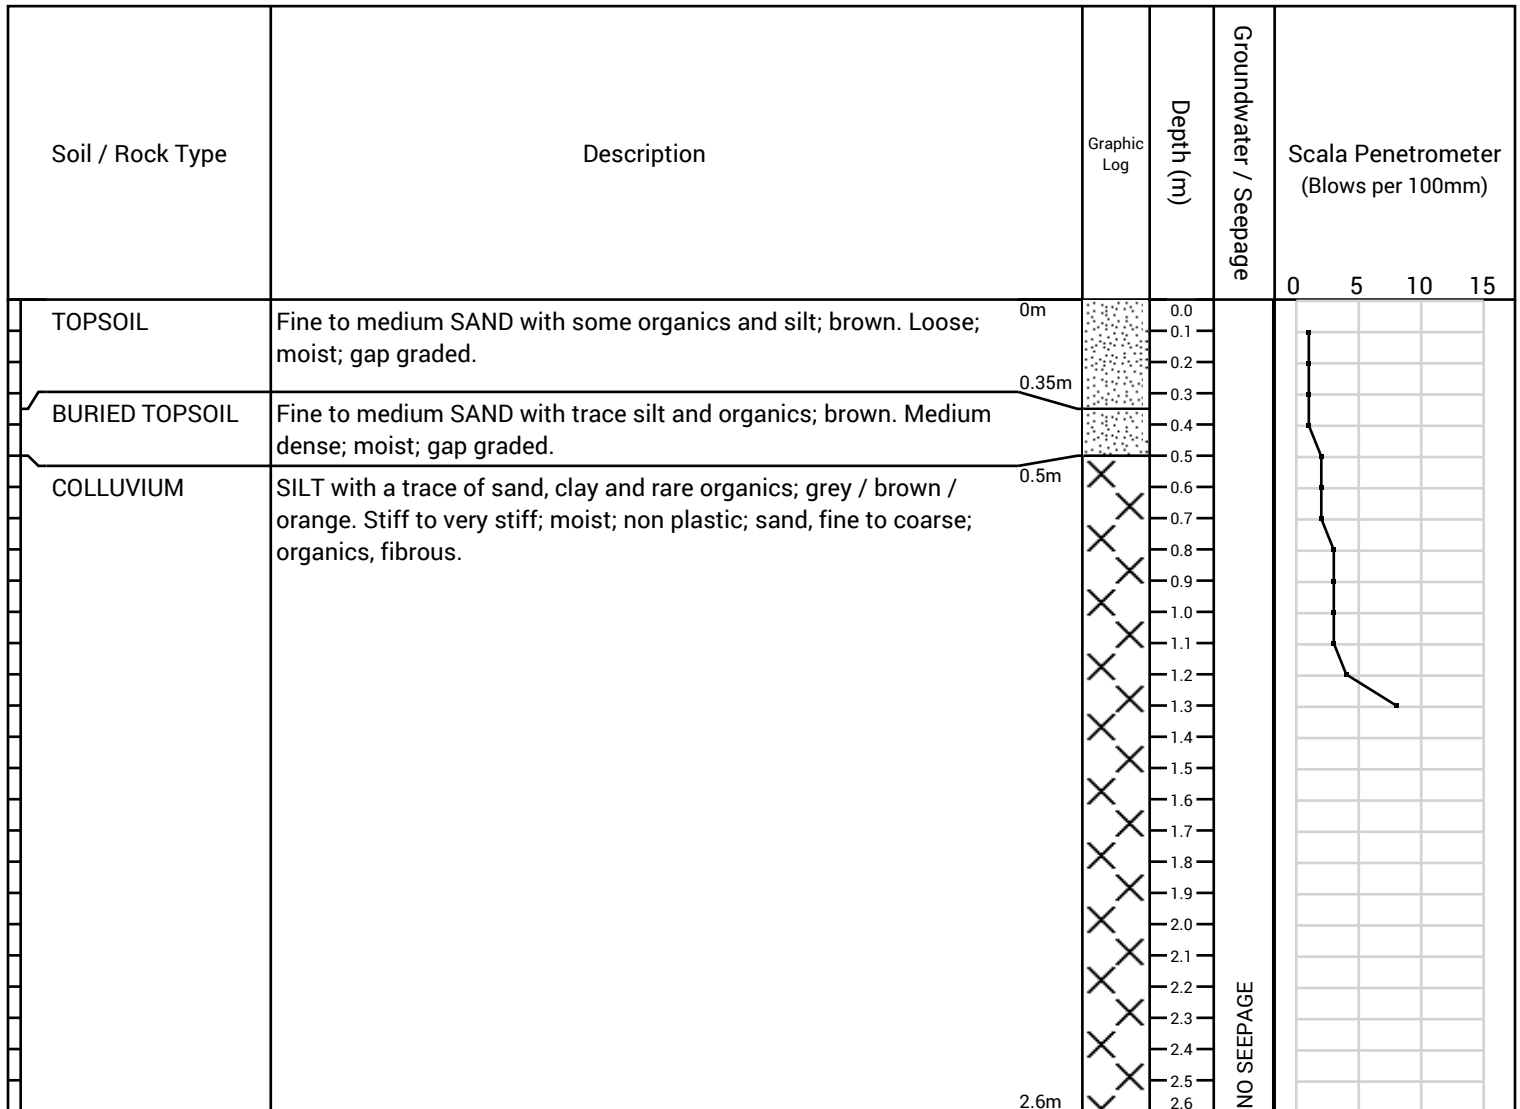 Soil / Rock Type
Description
Graphic
Log
Depth (m)
Groundwater / Seepage
Scala Penetrometer
(Blows per 100mm)
0 5 10 15
TOPSOIL
Fine to medium SAND with some organics and silt; brown. Loose;
moist; gap graded.
0m
0.35m
BURIED TOPSOIL
Fine to medium SAND with trace silt and organics; brown. Medium
dense; moist; gap graded.
0.5m
COLLUVIUM
SILT with a trace of sand, clay and rare organics; grey / brown /
orange. Stiff to very stiff; moist; non plastic; sand, fine to coarse;
organics, fibrous.
2.6m
0.0
0.1
0.2
0.3
0.4
0.5
0.6
0.7
0.8
0.9
1.0
1.1
1.2
1.3
1.4
1.5
1.6
1.7
1.8
1.9
2.0
2.1
2.2
2.3
2.4
2.5
2.6
NO SEEPAGE